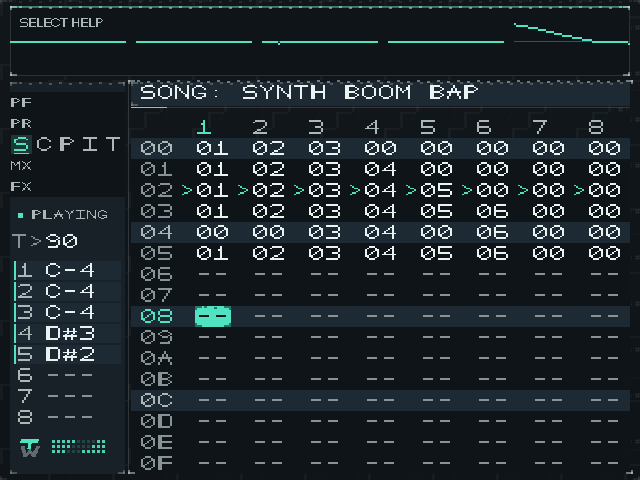 SELECT HELP
SONG: SYNTH BOOM BAP
PF
PR
S C P I T
MX
FX
PLAYING
T>90
1 C-4
2 C-4
3 C-4
4 D#3
5 D#2
6 ---
7 ---
8 ---
TW
1 2 3 4 5 6 7 8
00 01 02 03 00 00 00 00 00
01 01 02 03 04 00 00 00 00
02 >01 >02 >03 >04 >05 >00 >00 >00
03 01 02 03 04 05 06 00 00
04 00 00 03 04 05 06 00 00
05 01 02 03 04 05 06 00 00
06 -- -- -- -- -- -- -- --
07 -- -- -- -- -- -- -- --
08 -- -- -- -- -- -- -- --
09 -- -- -- -- -- -- -- --
0A -- -- -- -- -- -- -- --
0B -- -- -- -- -- -- -- --
0C -- -- -- -- -- -- -- --
0D -- -- -- -- -- -- -- --
0E -- -- -- -- -- -- -- --
0F -- -- -- -- -- -- -- --